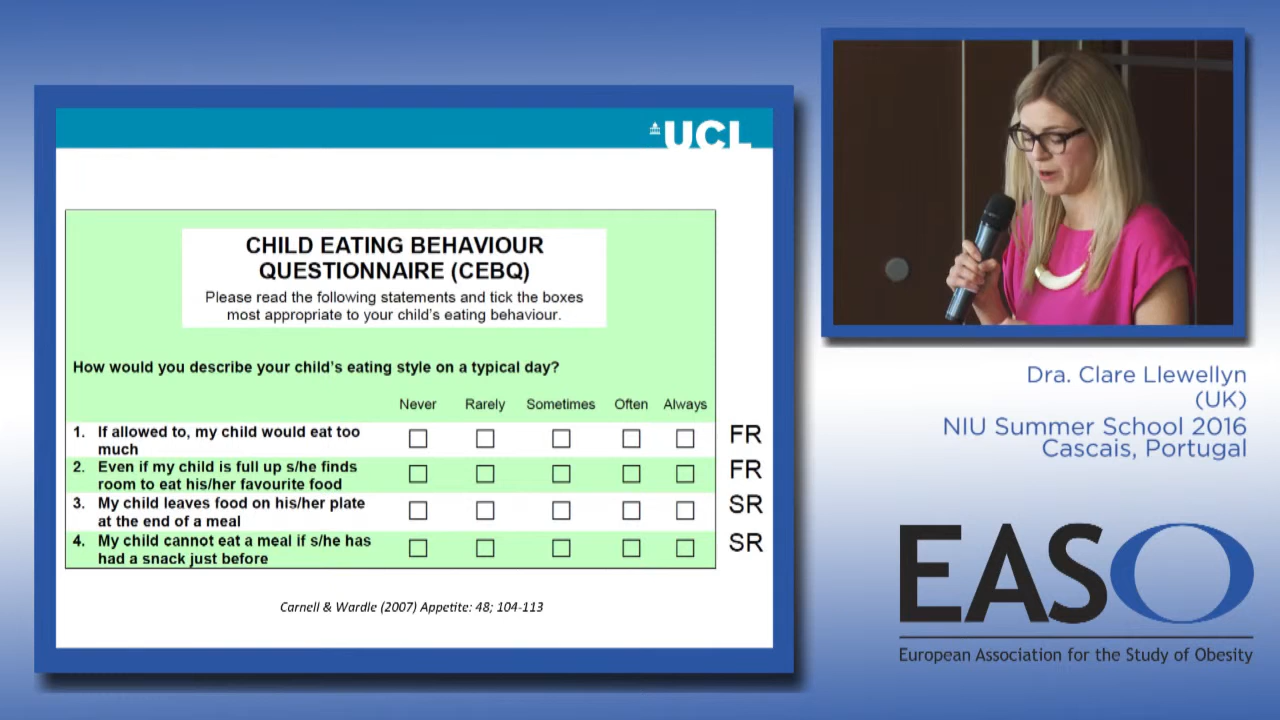 UCL
CHILD EATING BEHAVIOUR
QUESTIONNAIRE (CEBQ)
Please read the following statements and tick the boxes
most appropriate to your child's eating behaviour.
How would you describe your child's eating style on a typical day?
Never Rarely Sometimes Often Always
1. If allowed to, my child would eat too
much
FR
2. Even if my child is full up s/he finds
room to eat his/her favourite food
FR
3. My child leaves food on his/her plate
at the end of a meal
SR
4. My child cannot eat a meal if s/he has
had a snack just before
SR
Carnell & Wardle (2007) Appetite: 48; 104-113
Dra. Clare Llewellyn
(UK)
NIU Summer School 2016
Cascais, Portugal
EASO
European Association for the Study of Obesity